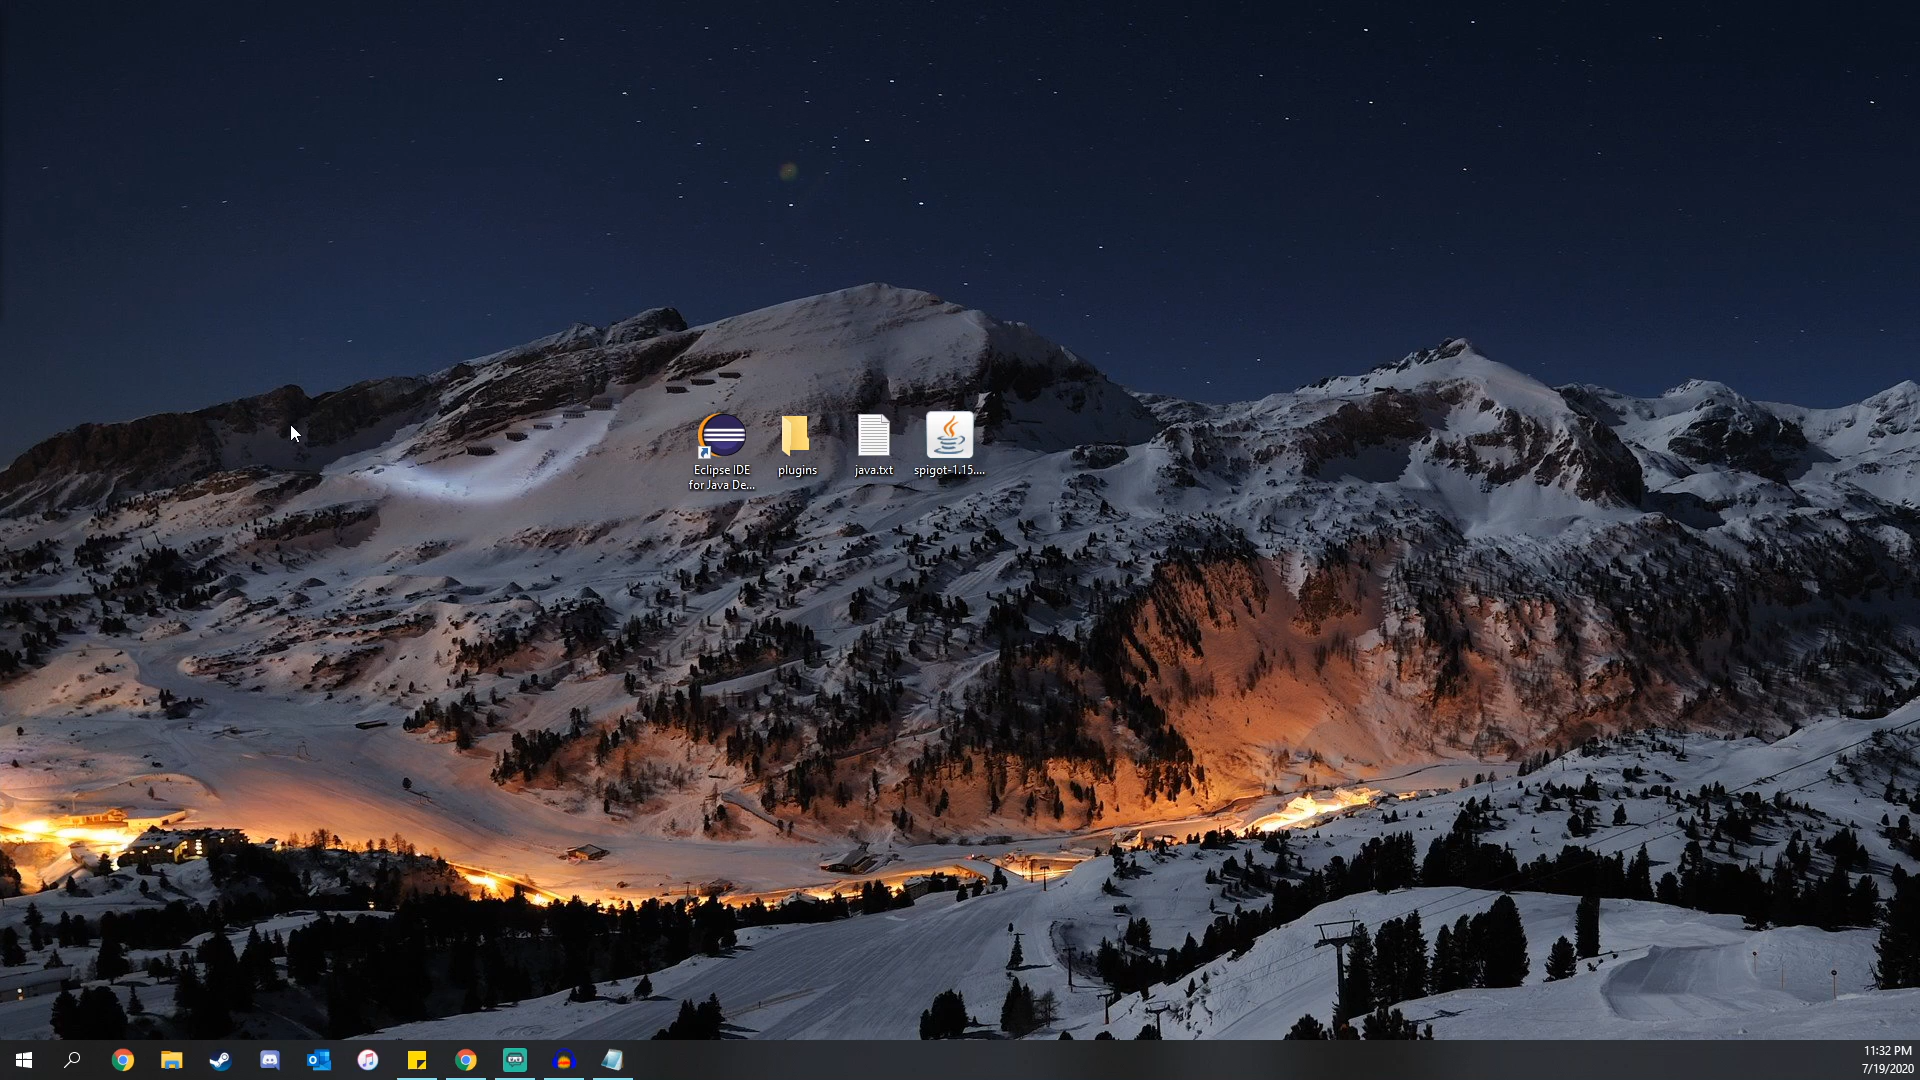 Eclipse IDE
for Java De...
plugins
java.txt
spigot-1.15....
11:32 PM
7/19/2020